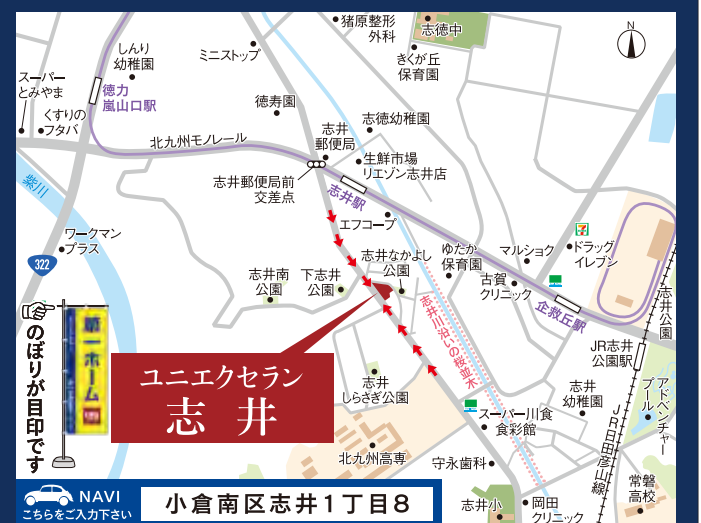 猪原整形
外科
志徳中
N
しんり
幼稚園
ミニストップ
きくが丘
保育園
スーパー
とみやま
徳力
嵐山口駅
くすりの
フタバ
徳寿園
志徳幼稚園
志井
郵便局
北九州モノレール
生鮮市場
リエゾン志井店
志井郵便局前
交差点
志井駅
紫川
エフコープ
ワークマン
プラス
322
志井なかよし
公園
ゆたか
保育園
マルショク
ドラッグ
イレブン
志井南
公園
下志井
公園
古賀
クリニック
企救丘駅
志井公園
志井川沿いの桜並木
第一ホーム
のぼりが目印です
ユニエクセラン
志井
JR志井
公園駅
志井
しらさぎ公園
志井
幼稚園
アドベンチャー
プール
スーパー川食
食彩館
JR日田彦山線
北九州高専
守永歯科
常磐
高校
志井小
岡田
クリニック
NAVI
こちらをご入力下さい
小倉南区志井1丁目8